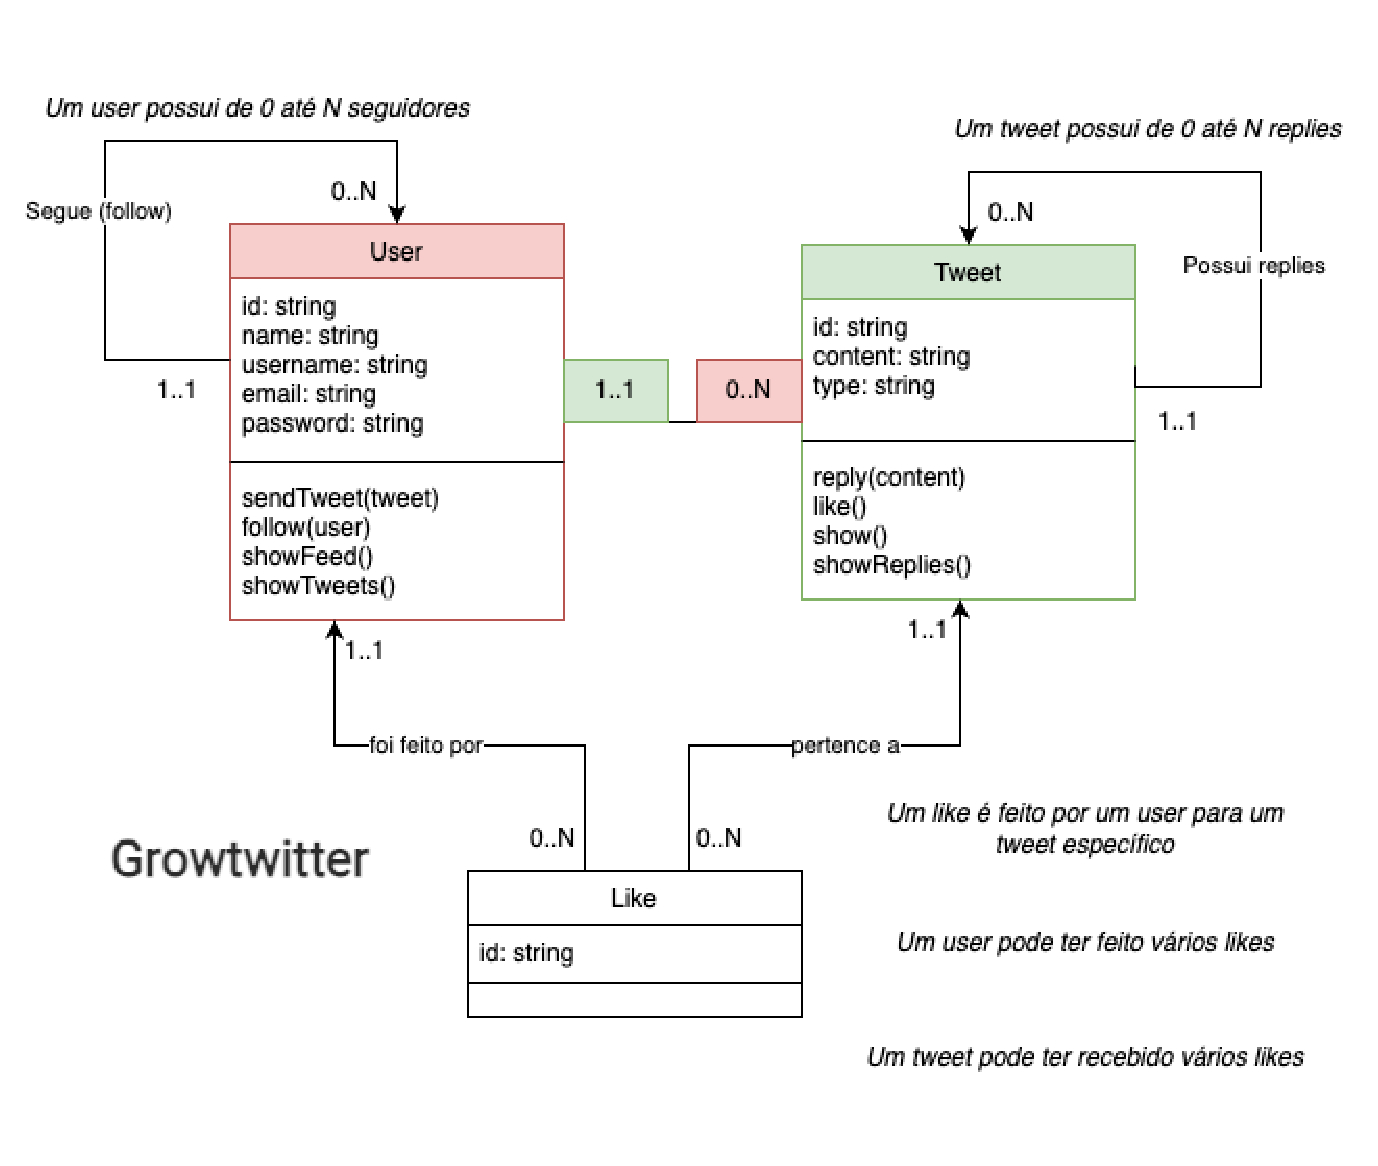 Um user possui de 0 até N seguidores
Um tweet possui de 0 até N replies
0..N
Segue (follow)
0..N
User
Possui replies
Tweet
id: string
name: string
username: string
email: string
password: string
1..1
1..1
0..N
id: string
content: string
type: string
1..1
sendTweet(tweet)
follow(user)
showFeed()
showTweets()
reply(content)
like()
show()
showReplies()
1..1
1..1
foi feito por
pertence a
Um like é feito por um user para um
tweet específico
0..N
0..N
Growtwitter
Like
id: string
Um user pode ter feito vários likes
Um tweet pode ter recebido vários likes